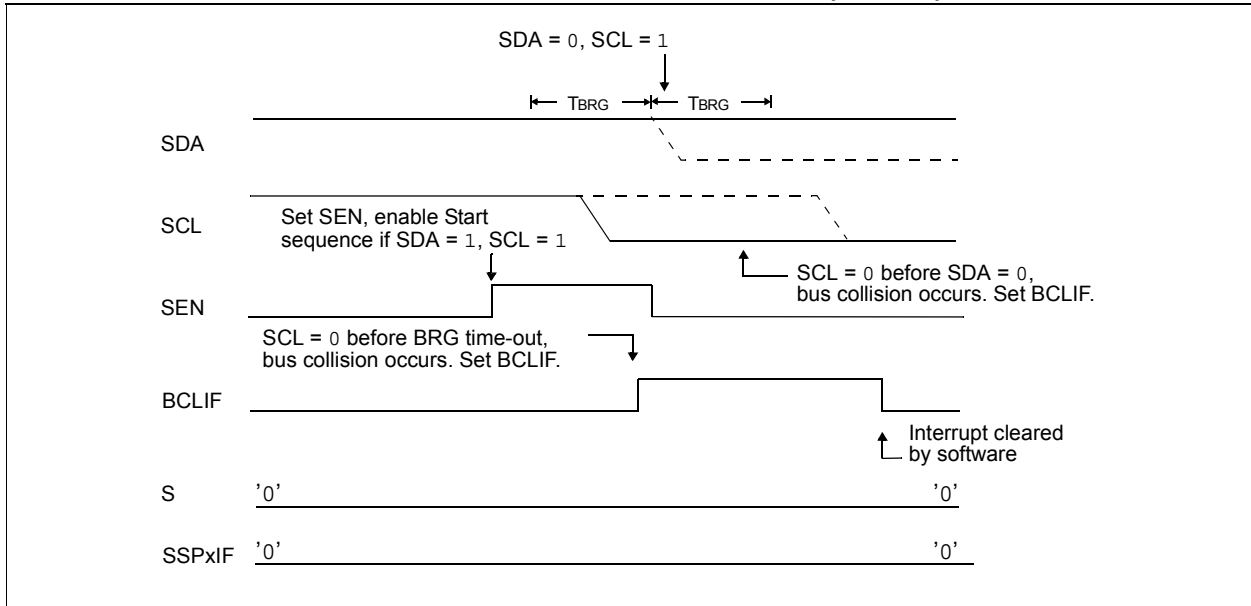 SDA = 0, SCL = 1
TBRG TBRG
SDA
SCL
Set SEN, enable Start
sequence if SDA = 1, SCL = 1
SCL = 0 before SDA = 0,
bus collision occurs. Set BCLIF.
SEN
SCL = 0 before BRG time-out,
bus collision occurs. Set BCLIF.
BCLIF
Interrupt cleared
by software
S '0' '0'
SSPxIF '0' '0'